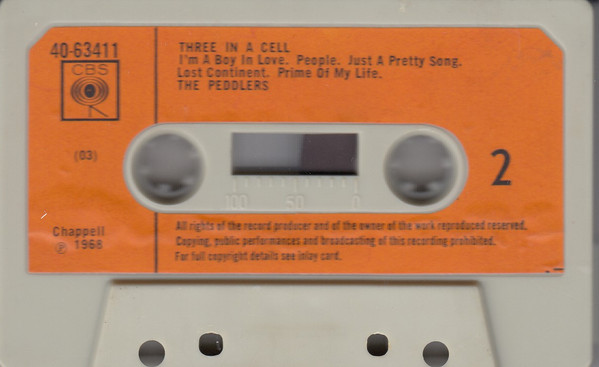 40-63411
CBS
(03)
Chappell
℗ 1968
THREE IN A CELL
I'm A Boy In Love. People. Just A Pretty Song.
Lost Continent. Prime Of My Life.
THE PEDDLERS
100 50 0
2
All rights of the record producer and of the owner of the work reproduced reserved.
Copying, public performances and broadcasting of this recording prohibited.
For full copyright details see inlay card.